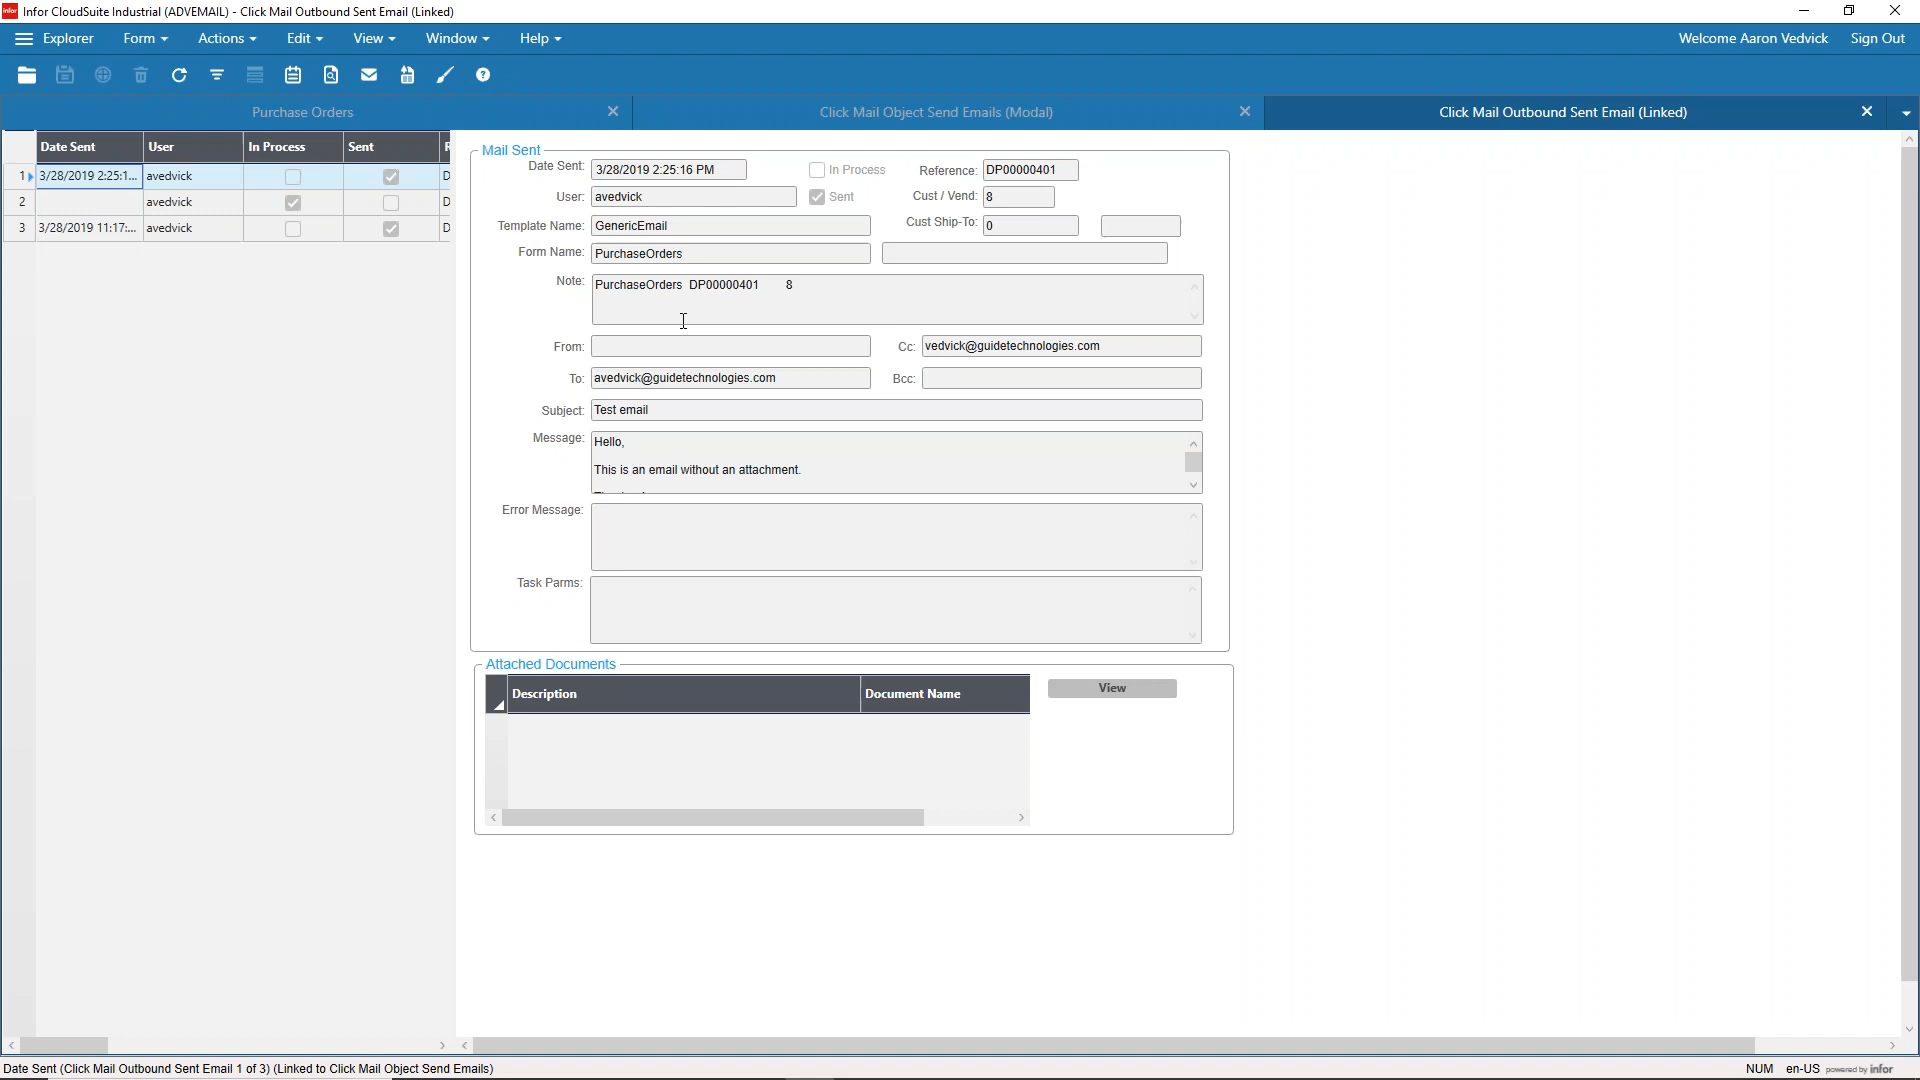 infor Infor CloudSuite Industrial (ADVEMAIL) - Click Mail Outbound Sent Email (Linked)
Explorer Form Actions Edit View Window Help Welcome Aaron Vedvick Sign Out
Purchase Orders Click Mail Object Send Emails (Modal) Click Mail Outbound Sent Email (Linked)
Date Sent User In Process Sent
1 3/28/2019 2:25:1... avedvick D
2 avedvick D
3 3/28/2019 11:17:... avedvick D
Mail Sent
Date Sent: 3/28/2019 2:25:16 PM In Process Reference: DP00000401
User: avedvick Sent Cust / Vend: 8
Template Name: GenericEmail Cust Ship-To: 0
Form Name: PurchaseOrders
Note: PurchaseOrders DP00000401 8
From: Cc: vedvick@guidetechnologies.com
To: avedvick@guidetechnologies.com Bcc:
Subject: Test email
Message: Hello,
This is an email without an attachment.
Error Message:
Task Parms:
Attached Documents
Description Document Name View
Date Sent (Click Mail Outbound Sent Email 1 of 3) (Linked to Click Mail Object Send Emails) NUM en-US powered by infor